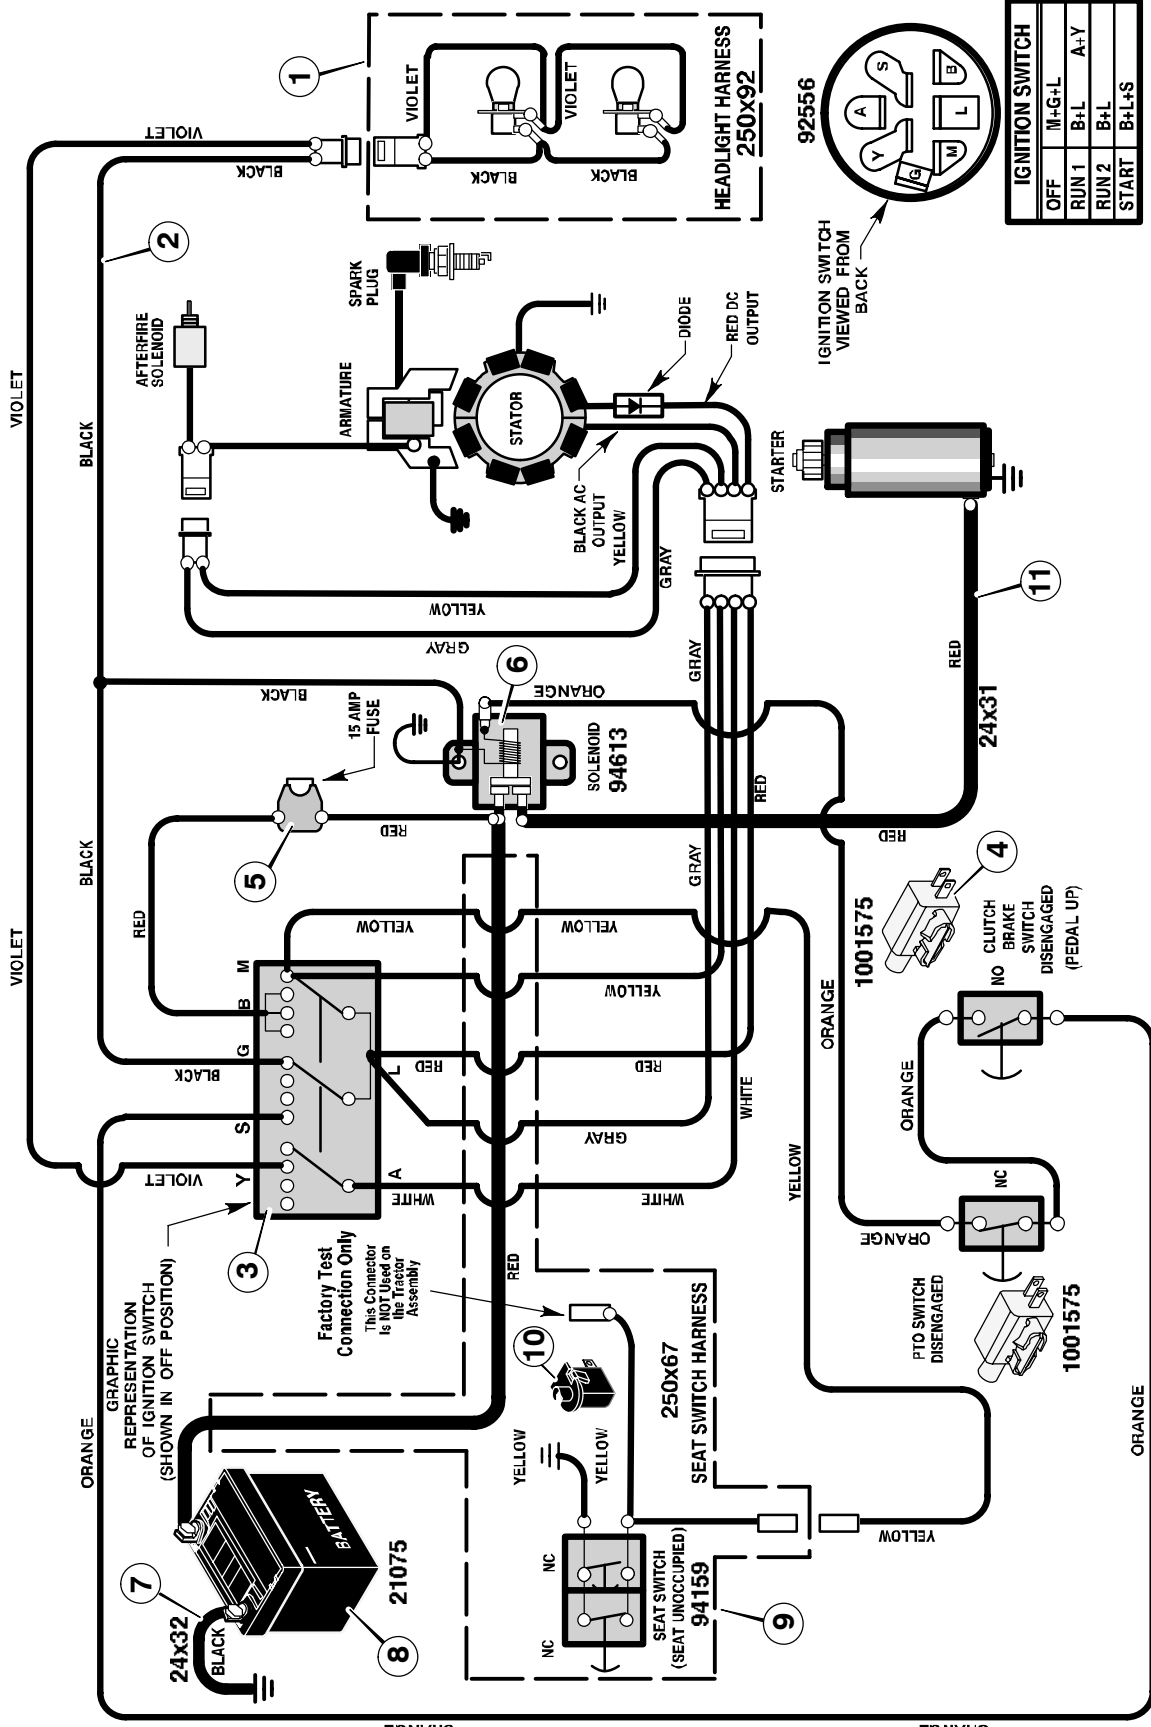 VIOLET
VIOLET
BLACK
BLACK
VIOLET
BLACK
2
1
VIOLET
VIOLET
BLACK
BLACK
HEADLIGHT HARNESS
250x92
92556
S
B
A
L
Y
M
G
IGNITION SWITCH
VIEWED FROM
BACK
IGNITION SWITCH
OFF M+G+L
RUN 1 B+L A+Y
RUN 2 B+L
START B+L+S
AFTERFIRE
SOLENOID
SPARK
PLUG
ARMATURE
STATOR
DIODE
RED DC
OUTPUT
BLACK AC
OUTPUT
YELLOW
GRAY
YELLOW
GRAY
STARTER
11
RED
24x31
RED
BLACK
15 AMP
FUSE
5
RED
RED
6
ORANGE
SOLENOID
94613
GRAY
RED
GRAY
VIOLET
BLACK
YELLOW
YELLOW
YELLOW
M
B
G
S
Y
L
A
BLACK
VIOLET
RED
RED
GRAY
WHITE
WHITE
WHITE
3
GRAPHIC
REPRESENTATION
OF IGNITION SWITCH
(SHOWN IN OFF POSITION)
Factory Test
Connection Only
This Connector
Is NOT Used on
the Tractor
Assembly
RED
10
250x67
SEAT SWITCH HARNESS
YELLOW
YELLOW
YELLOW
YELLOW
NC
NC
SEAT SWITCH
(SEAT UNOCCUPIED)
94159
9
ORANGE
BATTERY
21075
7
24x32
BLACK
8
1001575
4
NO
CLUTCH
BRAKE
SWITCH
DISENGAGED
(PEDAL UP)
ORANGE
ORANGE
ORANGE
NC
PTO SWITCH
DISENGAGED
1001575
ORANGE